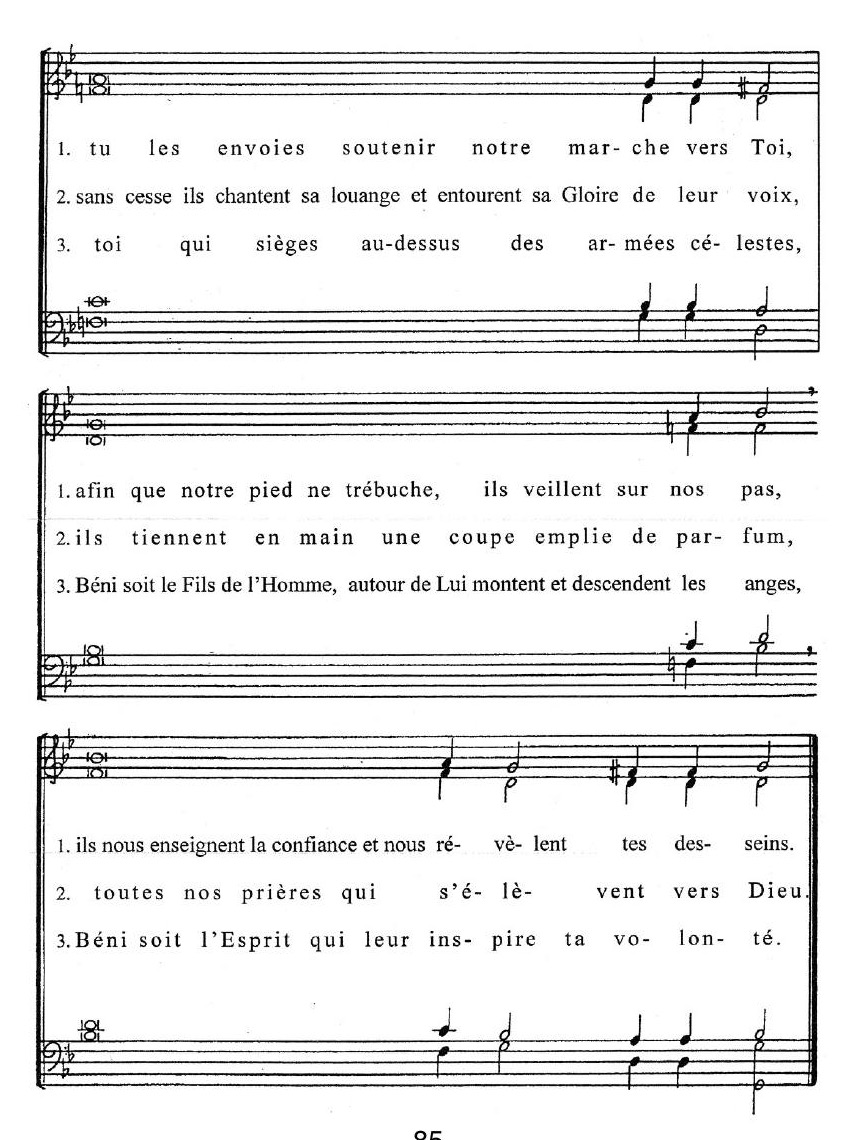 1. tu les envoies soutenir notre mar- che vers Toi,
2. sans cesse ils chantent sa louange et entourent sa Gloire de leur voix,
3. toi qui sièges au-dessus des ar- mées cé- lestes,
1. afin que notre pied ne trébuche, ils veillent sur nos pas,
2. ils tiennent en main une coupe emplie de par- fum,
3. Béni soit le Fils de l'Homme, autour de Lui montent et descendent les anges,
1. ils nous enseignent la confiance et nous ré- vè- lent tes des- seins.
2. toutes nos prières qui s'é- lè- vent vers Dieu.
3. Béni soit l'Esprit qui leur ins- pire ta vo- lon- té.
85